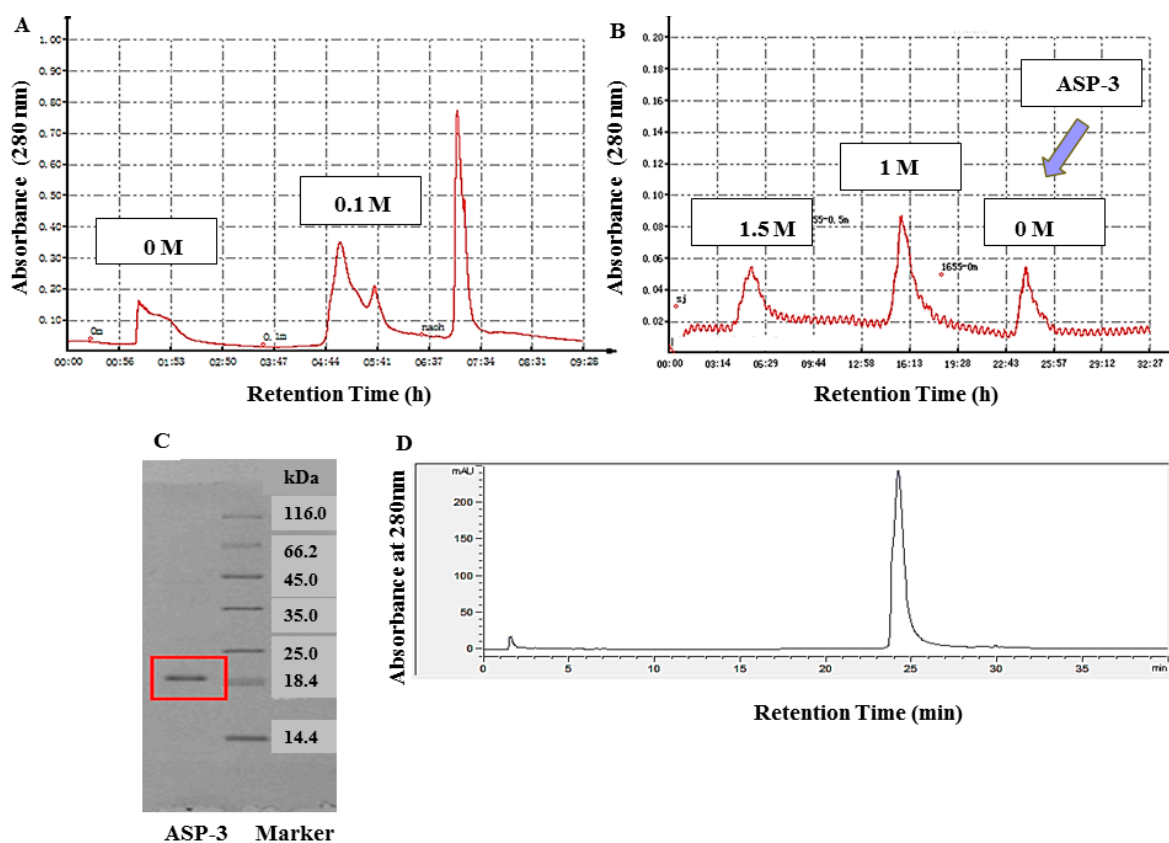 A
Absorbance (280 nm)
1.00
0.90
0.80
0.70
0.60
0.50
0.40
0.30
0.20
0.10
0 M
0.1 M
0m
0.1m
naoh
00:00 00:56 01:53 02:50 03:47 04:44 05:41 06:37 07:34 08:31 09:28
Retention Time (h)
B
Absorbance (280 nm)
0.20
0.18
0.16
0.14
0.12
0.10
0.08
0.06
0.04
0.02
ASP-3
1 M
1.5 M
55-0.5m
0 M
1655-0m
sj
00:00 03:14 06:29 09:44 12:58 16:13 19:28 22:43 25:57 29:12 32:27
Retention Time (h)
C
kDa
116.0
66.2
45.0
35.0
25.0
18.4
14.4
ASP-3 Marker
D
Absorbance at 280nm
mAU
200
150
100
50
0
0 5 10 15 20 25 30 35 min
Retention Time (min)